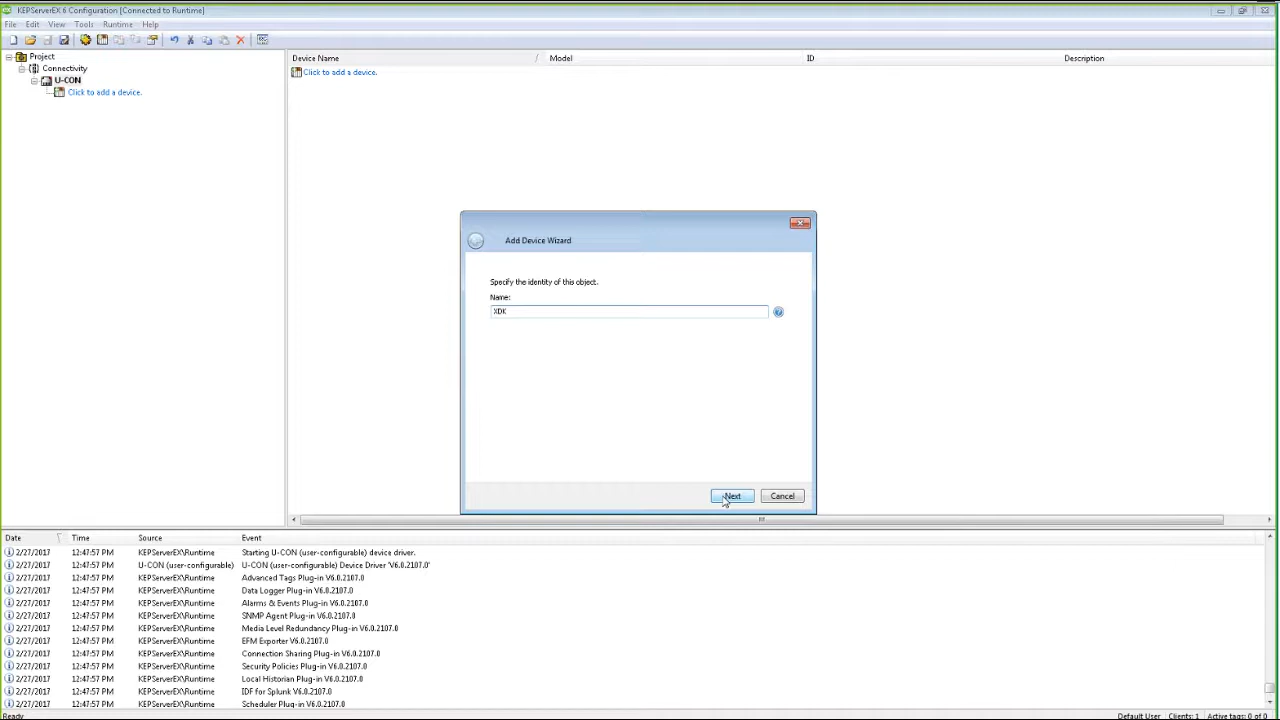 KEPServerEX 6 Configuration [Connected to Runtime]
File Edit View Tools Runtime Help
Project
Connectivity
U-CON
Click to add a device.
Device Name / Model ID Description
Click to add a device.
Add Device Wizard
Specify the identity of this object.
Name:
XDK
Next Cancel
Date Time Source Event
2/27/2017 12:47:57 PM KEPServerEX\Runtime Starting U-CON (user-configurable) device driver.
2/27/2017 12:47:57 PM U-CON (user-configurable) U-CON (user-configurable) Device Driver 'V6.0.2107.0'
2/27/2017 12:47:57 PM KEPServerEX\Runtime Advanced Tags Plug-in V6.0.2107.0
2/27/2017 12:47:57 PM KEPServerEX\Runtime Data Logger Plug-in V6.0.2107.0
2/27/2017 12:47:57 PM KEPServerEX\Runtime Alarms & Events Plug-in V6.0.2107.0
2/27/2017 12:47:57 PM KEPServerEX\Runtime SNMP Agent Plug-in V6.0.2107.0
2/27/2017 12:47:57 PM KEPServerEX\Runtime Media Level Redundancy Plug-in V6.0.2107.0
2/27/2017 12:47:57 PM KEPServerEX\Runtime EFM Exporter V6.0.2107.0
2/27/2017 12:47:57 PM KEPServerEX\Runtime Connection Sharing Plug-in V6.0.2107.0
2/27/2017 12:47:57 PM KEPServerEX\Runtime Security Policies Plug-in V6.0.2107.0
2/27/2017 12:47:57 PM KEPServerEX\Runtime Local Historian Plug-in V6.0.2107.0
2/27/2017 12:47:57 PM KEPServerEX\Runtime IDF for Splunk V6.0.2107.0
2/27/2017 12:47:57 PM KEPServerEX\Runtime Scheduler Plug-in V6.0.2107.0
Ready Default User Clients: 1 Active tags: 0 of 0